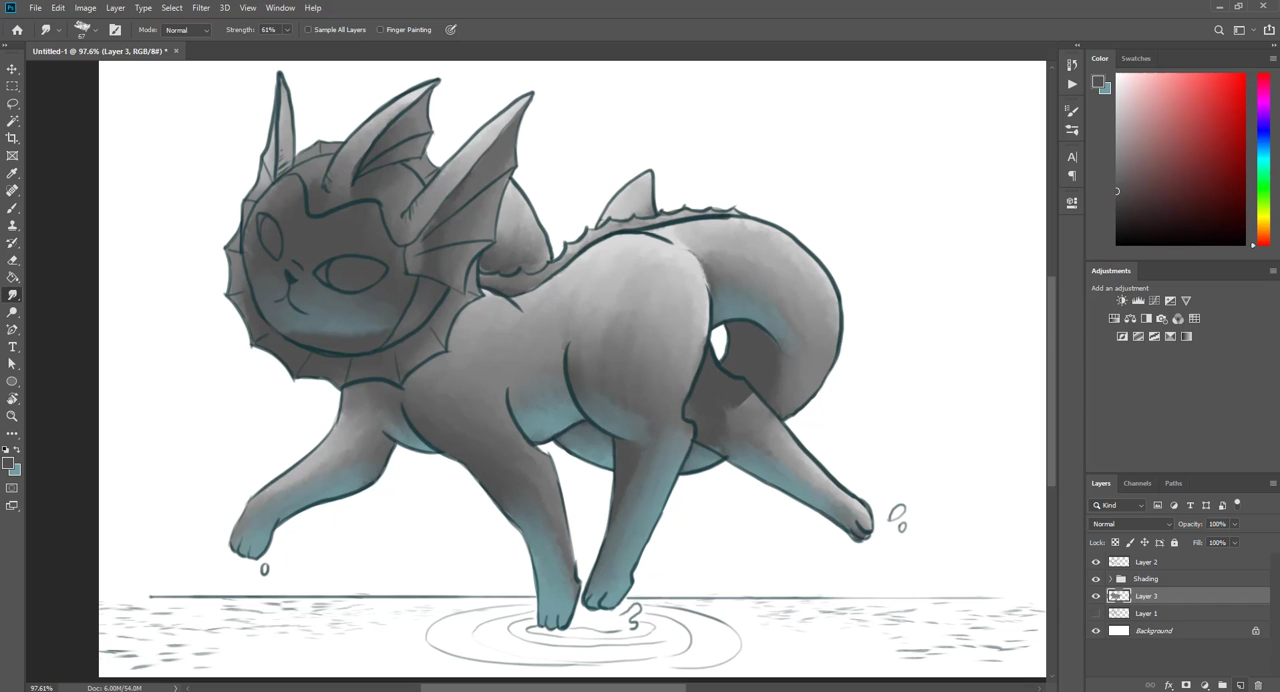 Ps File Edit Image Layer Type Select Filter 3D View Window Help
67 Mode: Normal Strength: 61% Sample All Layers Finger Painting
Untitled-1 @ 97.6% (Layer 3, RGB/8#) * ×
Color Swatches
Adjustments
Add an adjustment
Layers Channels Paths
Kind
Normal Opacity: 100%
Lock: Fill: 100%
Layer 2
Shading
Layer 3
Layer 1
Background
97.61% Doc: 6.00M/54.0M